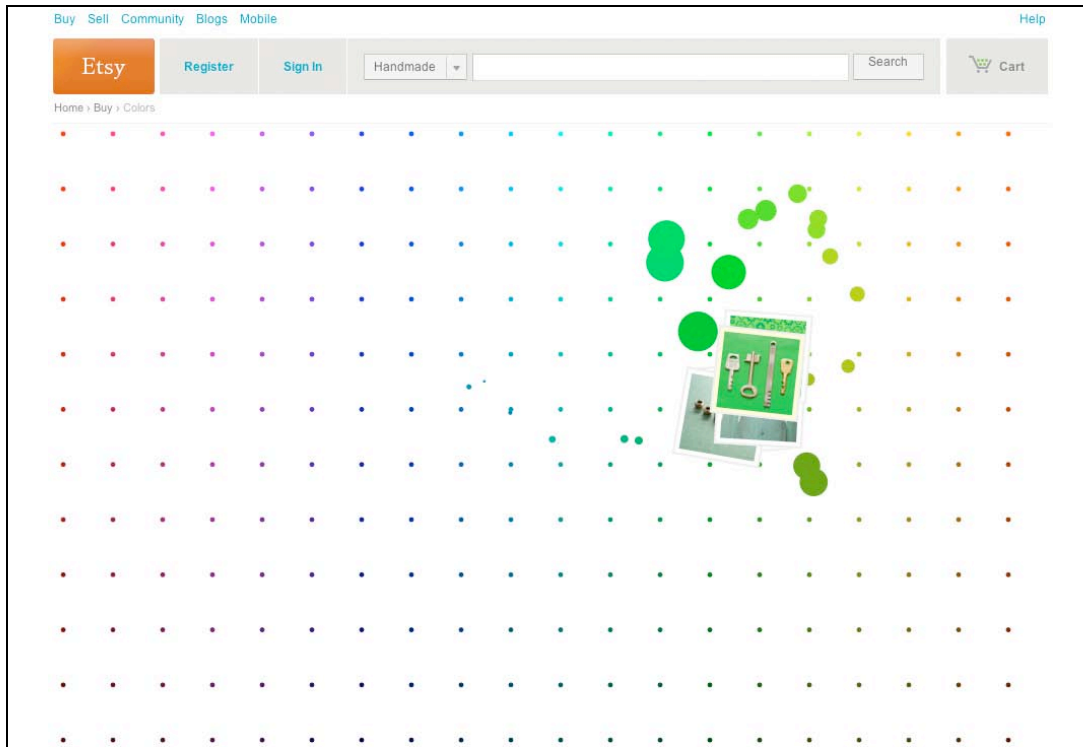 Buy Sell Community Blogs Mobile Help
Etsy Register Sign In Handmade Search Cart
Home › Buy › Colors